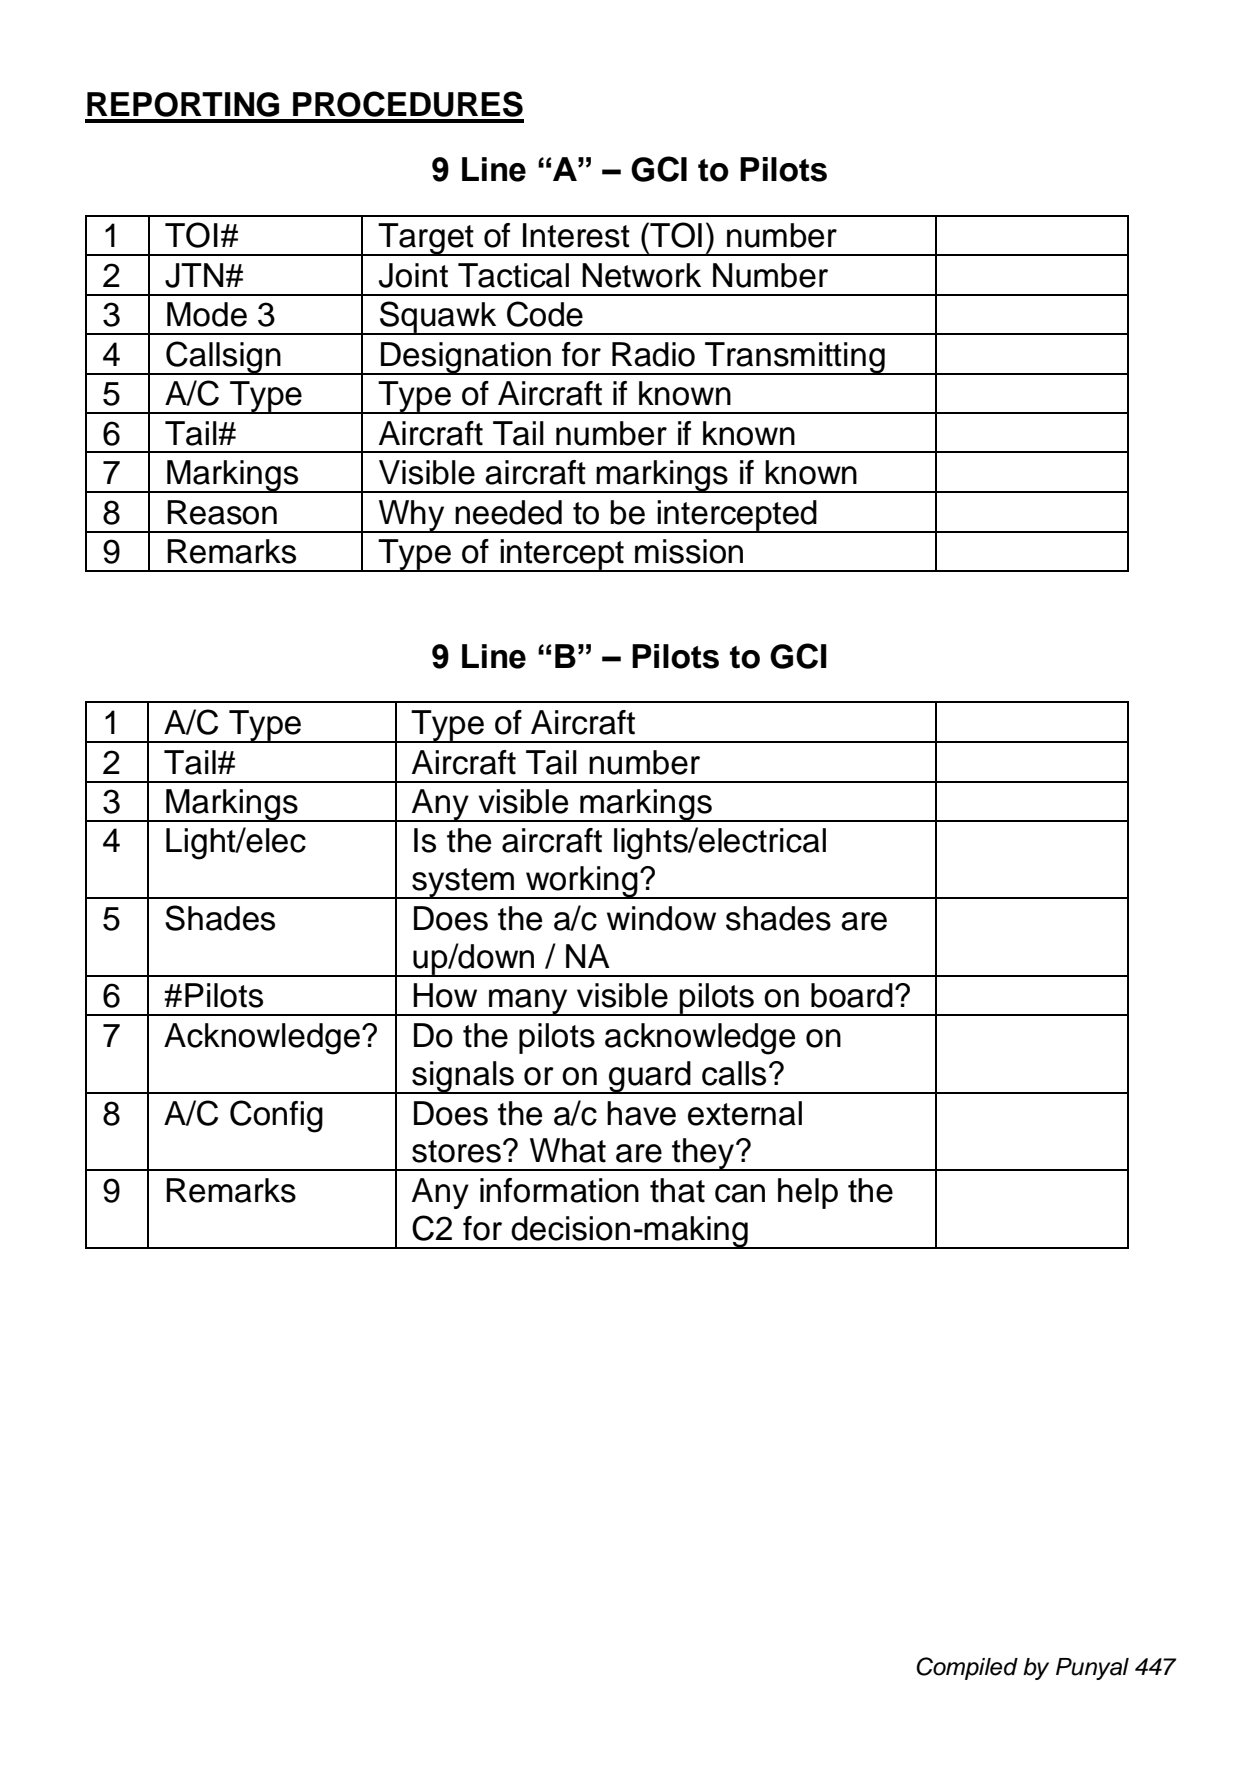 REPORTING PROCEDURES
9 Line “A” – GCI to Pilots
1 TOI# Target of Interest (TOI) number
2 JTN# Joint Tactical Network Number
3 Mode 3 Squawk Code
4 Callsign Designation for Radio Transmitting
5 A/C Type Type of Aircraft if known
6 Tail# Aircraft Tail number if known
7 Markings Visible aircraft markings if known
8 Reason Why needed to be intercepted
9 Remarks Type of intercept mission
9 Line “B” – Pilots to GCI
1 A/C Type Type of Aircraft
2 Tail# Aircraft Tail number
3 Markings Any visible markings
4 Light/elec Is the aircraft lights/electrical
system working?
5 Shades Does the a/c window shades are
up/down / NA
6 #Pilots How many visible pilots on board?
7 Acknowledge? Do the pilots acknowledge on
signals or on guard calls?
8 A/C Config Does the a/c have external
stores? What are they?
9 Remarks Any information that can help the
C2 for decision-making
Compiled by Punyal 447